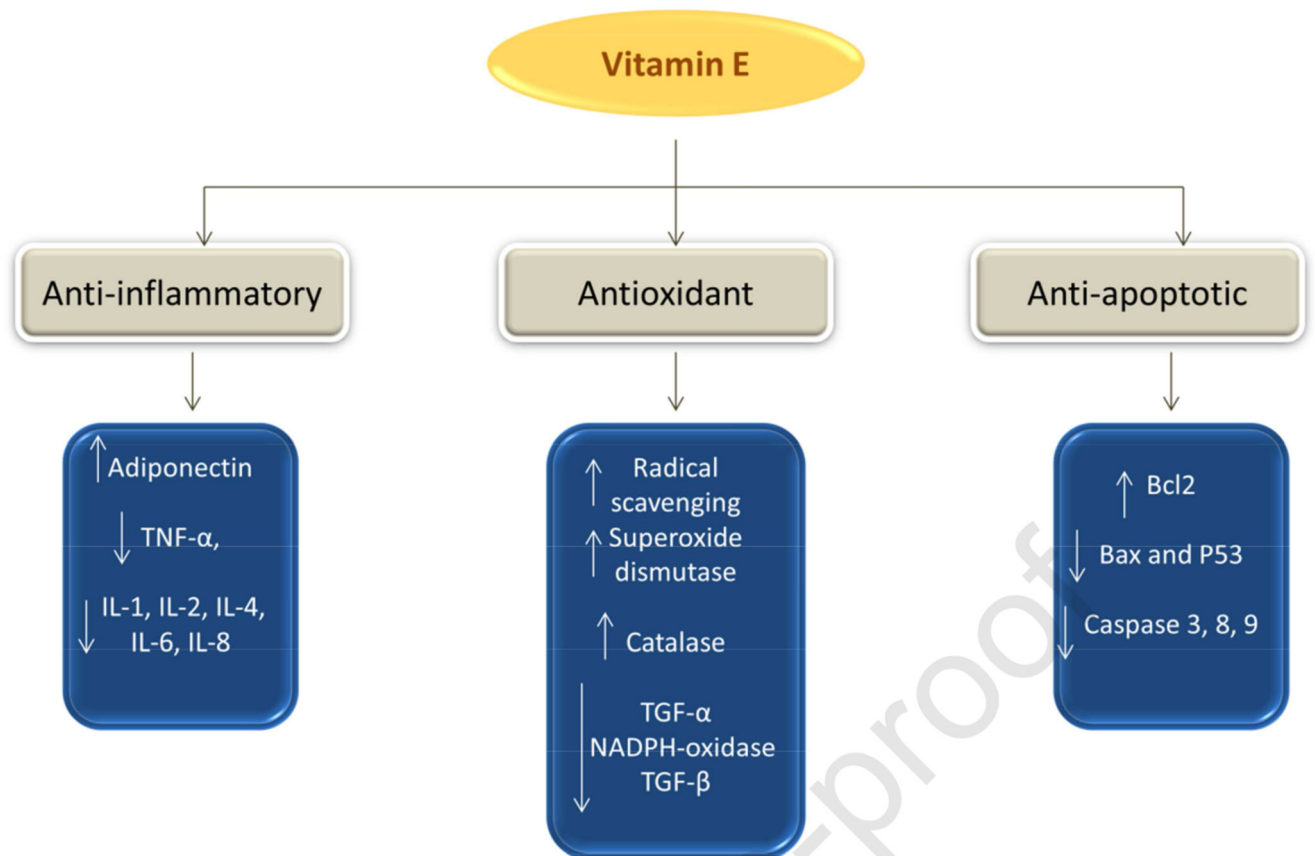 Vitamin E
Anti-inflammatory
Antioxidant
Anti-apoptotic
↑ Adiponectin
↓ TNF-α,
↓ IL-1, IL-2, IL-4,
IL-6, IL-8
↑ Radical
scavenging
↑ Superoxide
dismutase
↑ Catalase
↓ TGF-α
NADPH-oxidase
TGF-β
↑ Bcl2
↓ Bax and P53
↓ Caspase 3, 8, 9
-proof